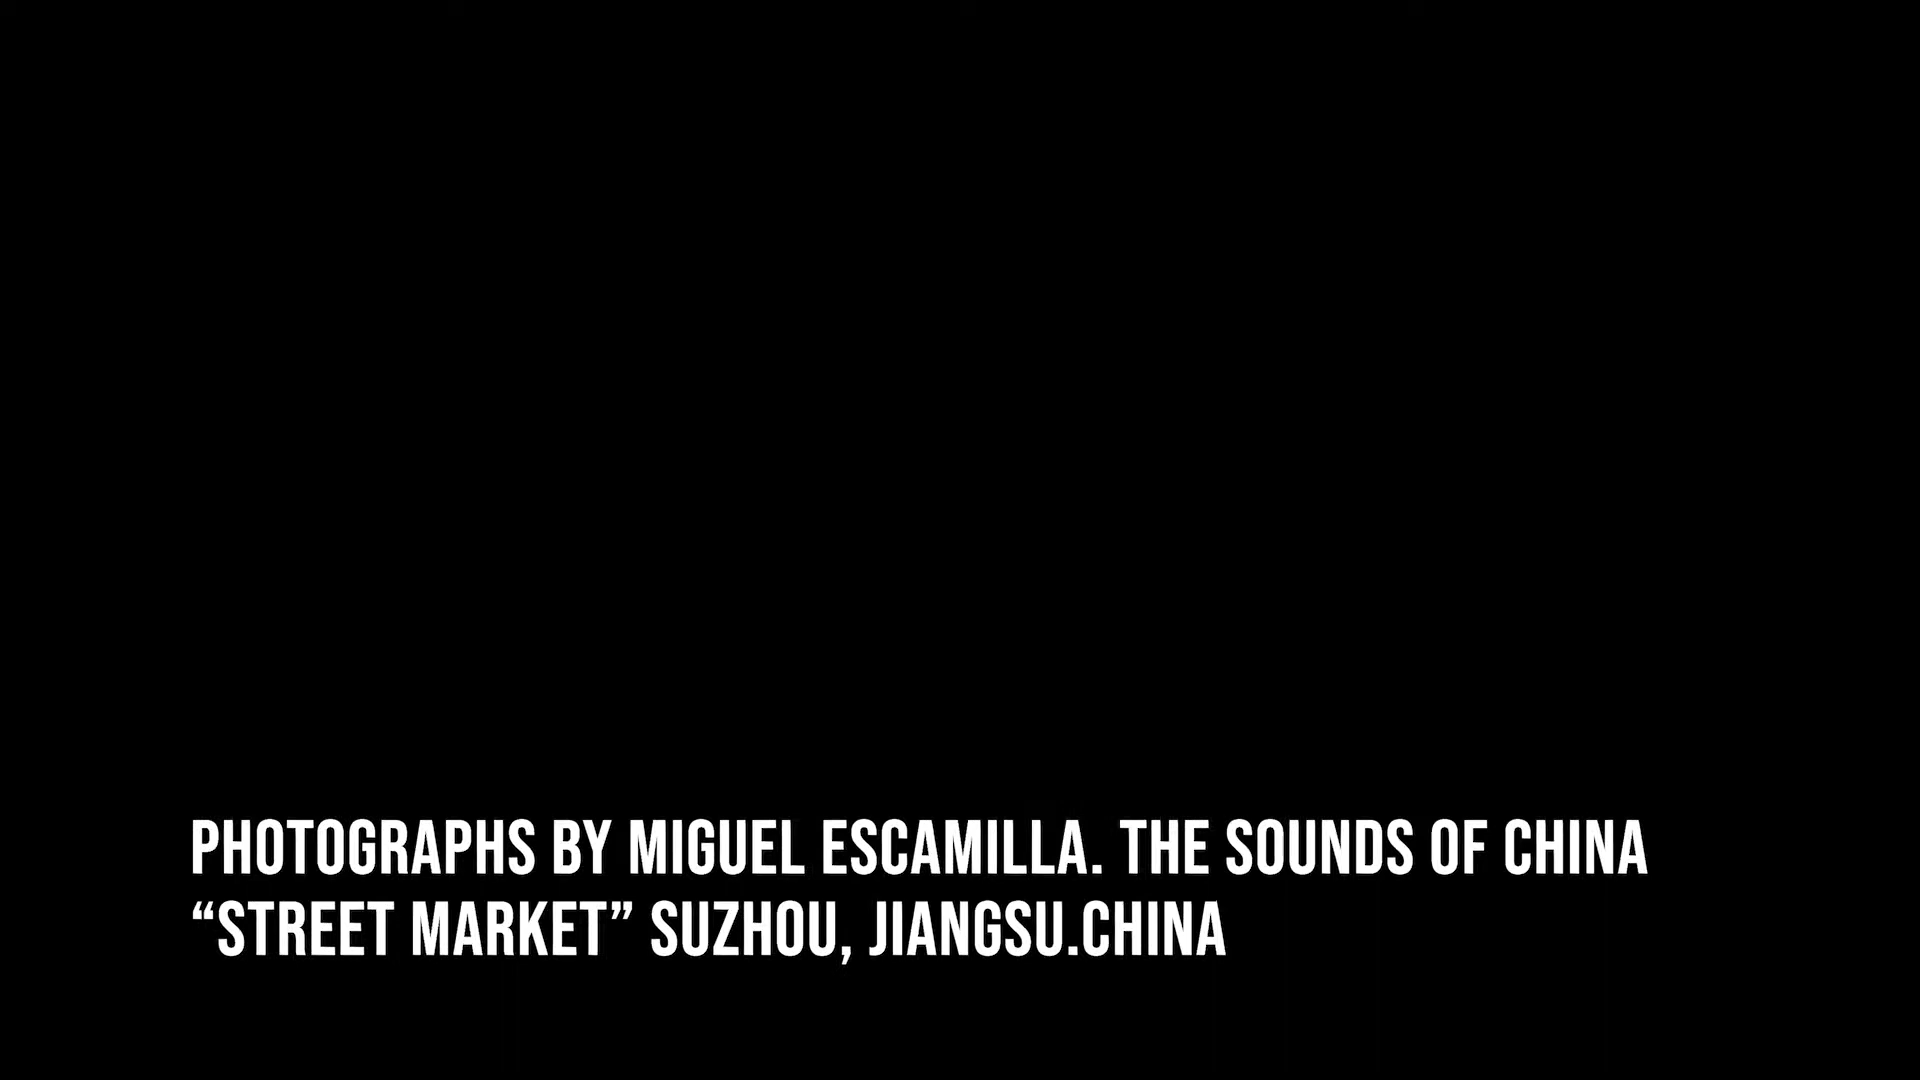 PHOTOGRAPHS BY MIGUEL ESCAMILLA. THE SOUNDS OF CHINA
“STREET MARKET” SUZHOU, JIANGSU.CHINA